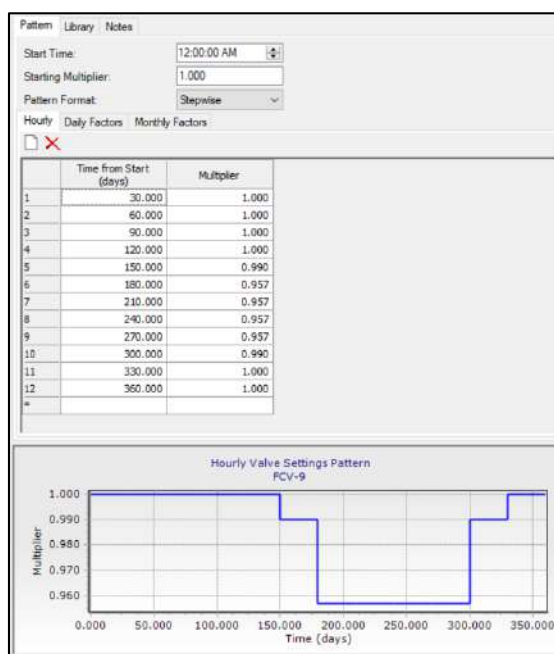 Pattern Library Notes
Start Time: 12:00:00 AM
Starting Multiplier: 1.000
Pattern Format: Stepwise
Hourly Daily Factors Monthly Factors
Time from Start (days) Multiplier
1 30.000 1.000
2 60.000 1.000
3 90.000 1.000
4 120.000 1.000
5 150.000 0.990
6 180.000 0.957
7 210.000 0.957
8 240.000 0.957
9 270.000 0.957
10 300.000 0.990
11 330.000 1.000
12 360.000 1.000
*
Hourly Valve Settings Pattern
FCV-9
1.000
0.990
0.980
0.970
0.960
Multiplier
0.000 50.000 100.000 150.000 200.000 250.000 300.000 350.000
Time (days)